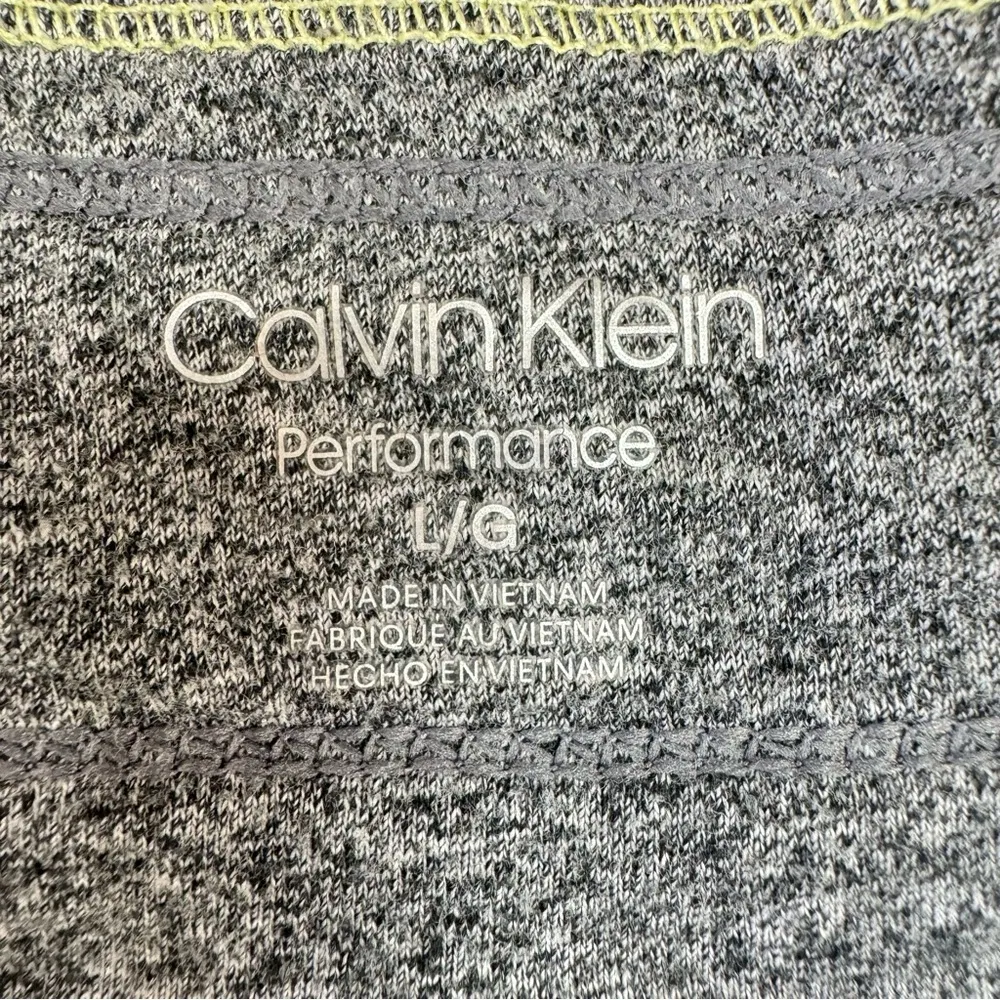 Calvin Klein
Performance
L/G
MADE IN VIETNAM
FABRIQUE AU VIETNAM
HECHO EN VIETNAM